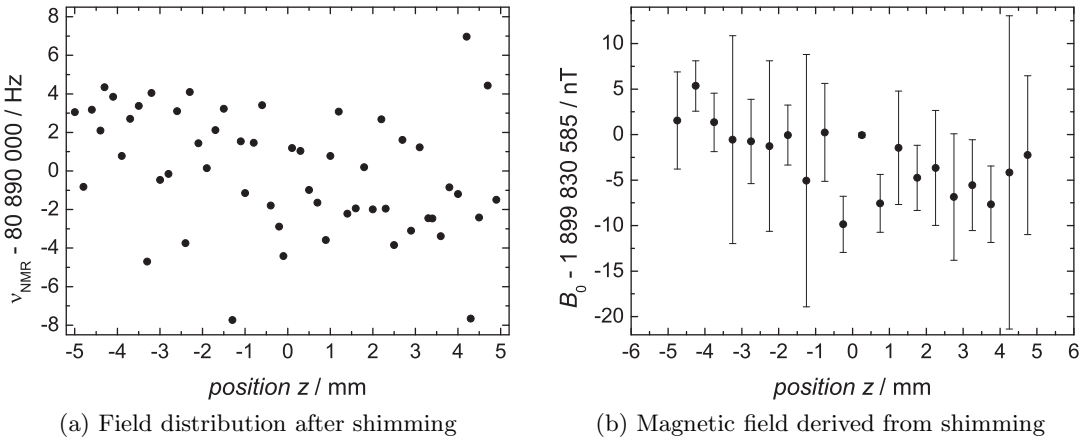 8
6
4
2
0
-2
-4
-6
-8
ν_NMR - 80 890 000 / Hz
-5 -4 -3 -2 -1 0 1 2 3 4 5
position z / mm
(a) Field distribution after shimming
10
5
0
-5
-10
-15
-20
B_0 - 1 899 830 585 / nT
-6 -5 -4 -3 -2 -1 0 1 2 3 4 5 6
position z / mm
(b) Magnetic field derived from shimming